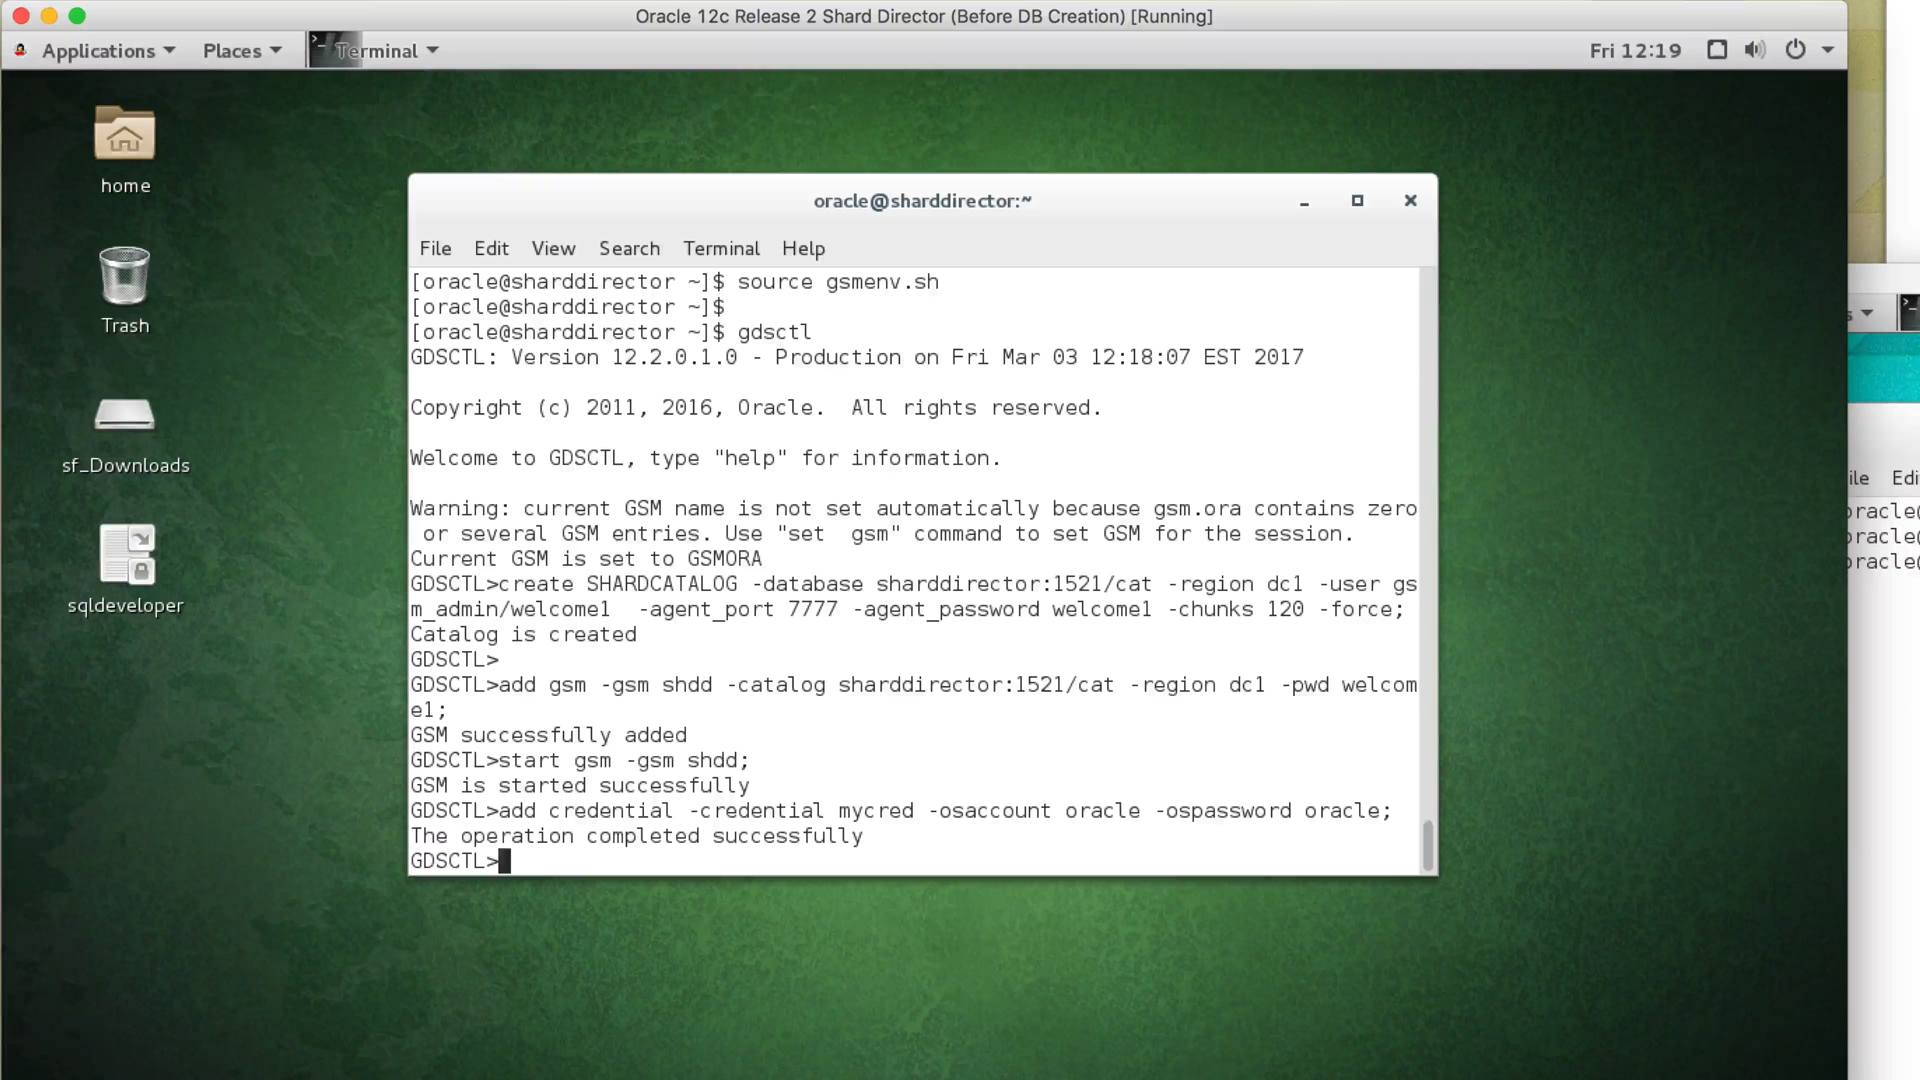 Oracle 12c Release 2 Shard Director (Before DB Creation) [Running]
Applications Places Terminal Fri 12:19
home
Trash
sf_Downloads
sqldeveloper
oracle@sharddirector:~
File Edit View Search Terminal Help
[oracle@sharddirector ~]$ source gsmenv.sh
[oracle@sharddirector ~]$
[oracle@sharddirector ~]$ gdsctl
GDSCTL: Version 12.2.0.1.0 - Production on Fri Mar 03 12:18:07 EST 2017
Copyright (c) 2011, 2016, Oracle.  All rights reserved.
Welcome to GDSCTL, type "help" for information.
Warning: current GSM name is not set automatically because gsm.ora contains zero
 or several GSM entries. Use "set  gsm" command to set GSM for the session.
Current GSM is set to GSMORA
GDSCTL>create SHARDCATALOG -database sharddirector:1521/cat -region dc1 -user gs
m_admin/welcome1  -agent_port 7777 -agent_password welcome1 -chunks 120 -force;
Catalog is created
GDSCTL>
GDSCTL>add gsm -gsm shdd -catalog sharddirector:1521/cat -region dc1 -pwd welcom
e1;
GSM successfully added
GDSCTL>start gsm -gsm shdd;
GSM is started successfully
GDSCTL>add credential -credential mycred -osaccount oracle -ospassword oracle;
The operation completed successfully
GDSCTL>
s
ile Edi
oracle@
oracle@
oracle@